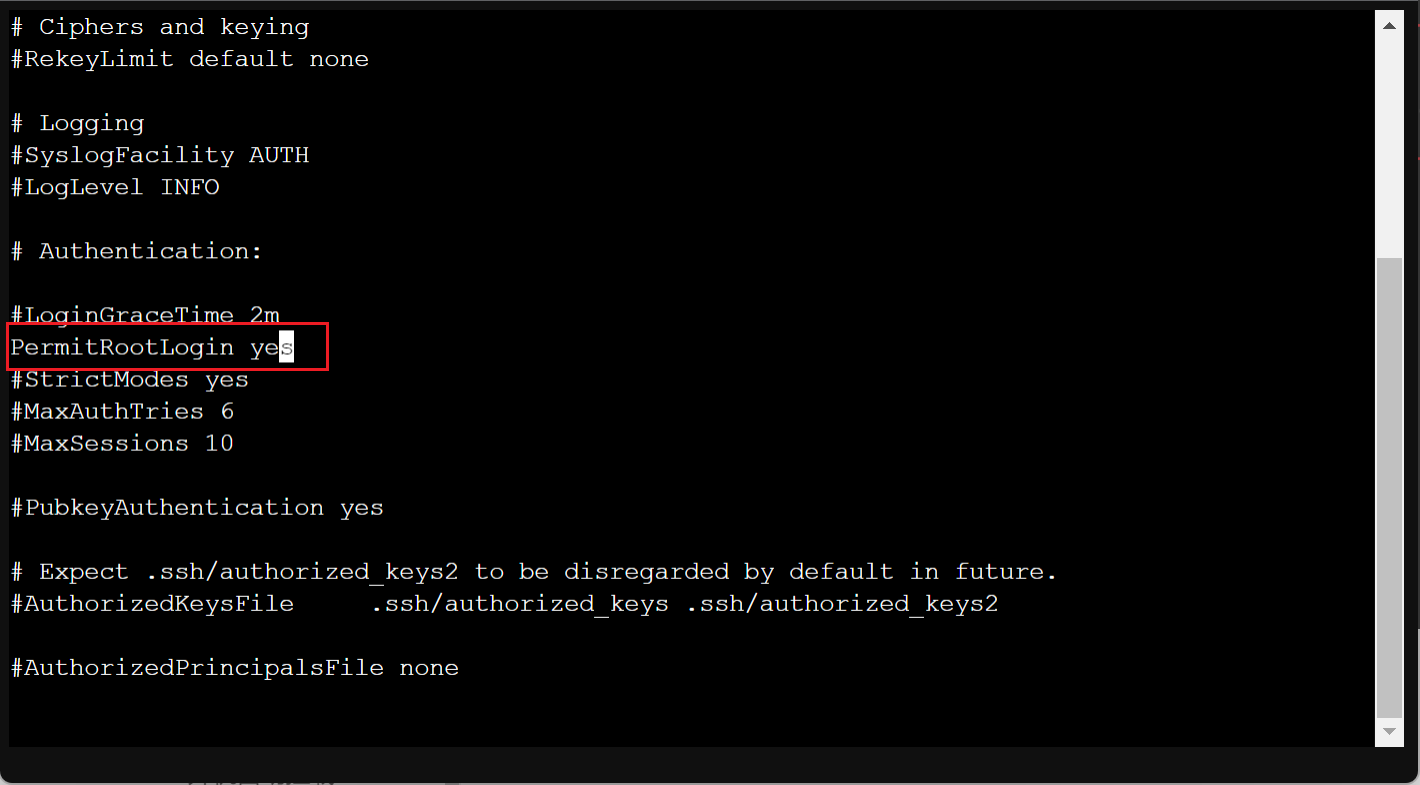 # Ciphers and keying
#RekeyLimit default none
# Logging
#SyslogFacility AUTH
#LogLevel INFO
# Authentication:
#LoginGraceTime 2m
PermitRootLogin yes
#StrictModes yes
#MaxAuthTries 6
#MaxSessions 10
#PubkeyAuthentication yes
# Expect .ssh/authorized_keys2 to be disregarded by default in future.
#AuthorizedKeysFile     .ssh/authorized_keys .ssh/authorized_keys2
#AuthorizedPrincipalsFile none